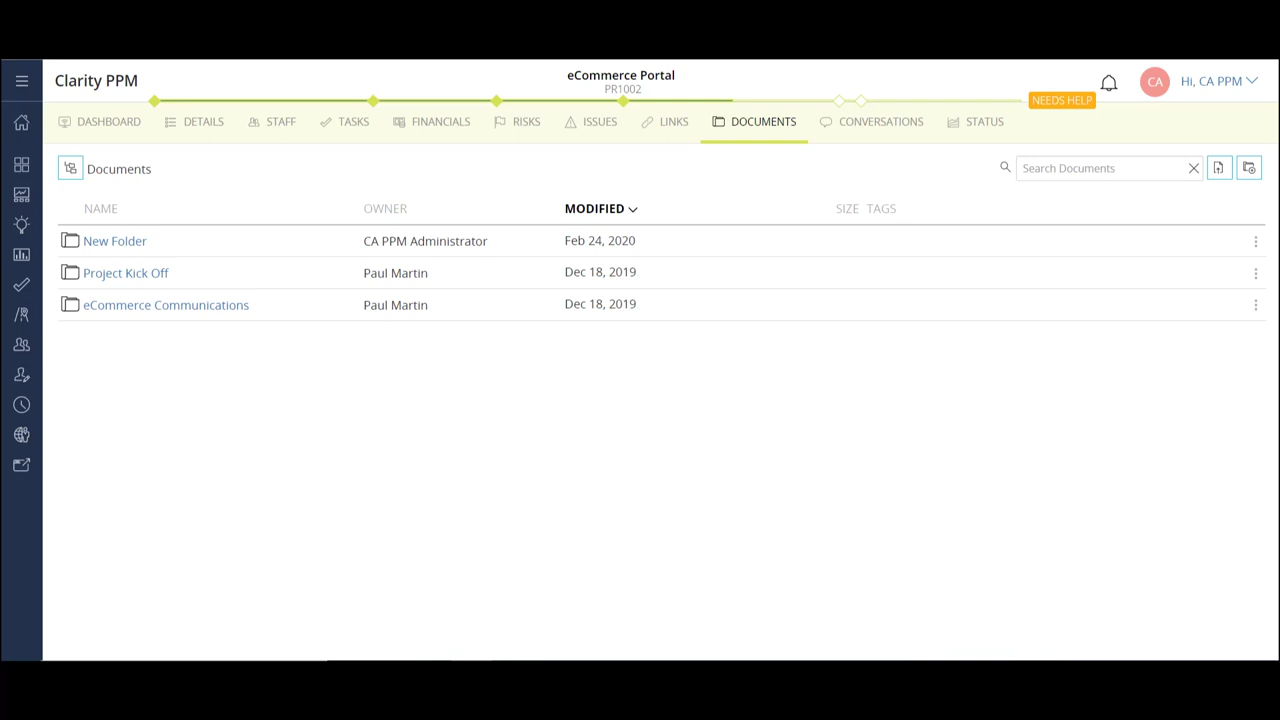 Clarity PPM
eCommerce Portal
PR1002
CA
Hi, CA PPM
NEEDS HELP
DASHBOARD DETAILS STAFF TASKS FINANCIALS RISKS ISSUES LINKS DOCUMENTS CONVERSATIONS STATUS
Documents
Search Documents
NAME OWNER MODIFIED SIZE TAGS
New Folder CA PPM Administrator Feb 24, 2020
Project Kick Off Paul Martin Dec 18, 2019
eCommerce Communications Paul Martin Dec 18, 2019